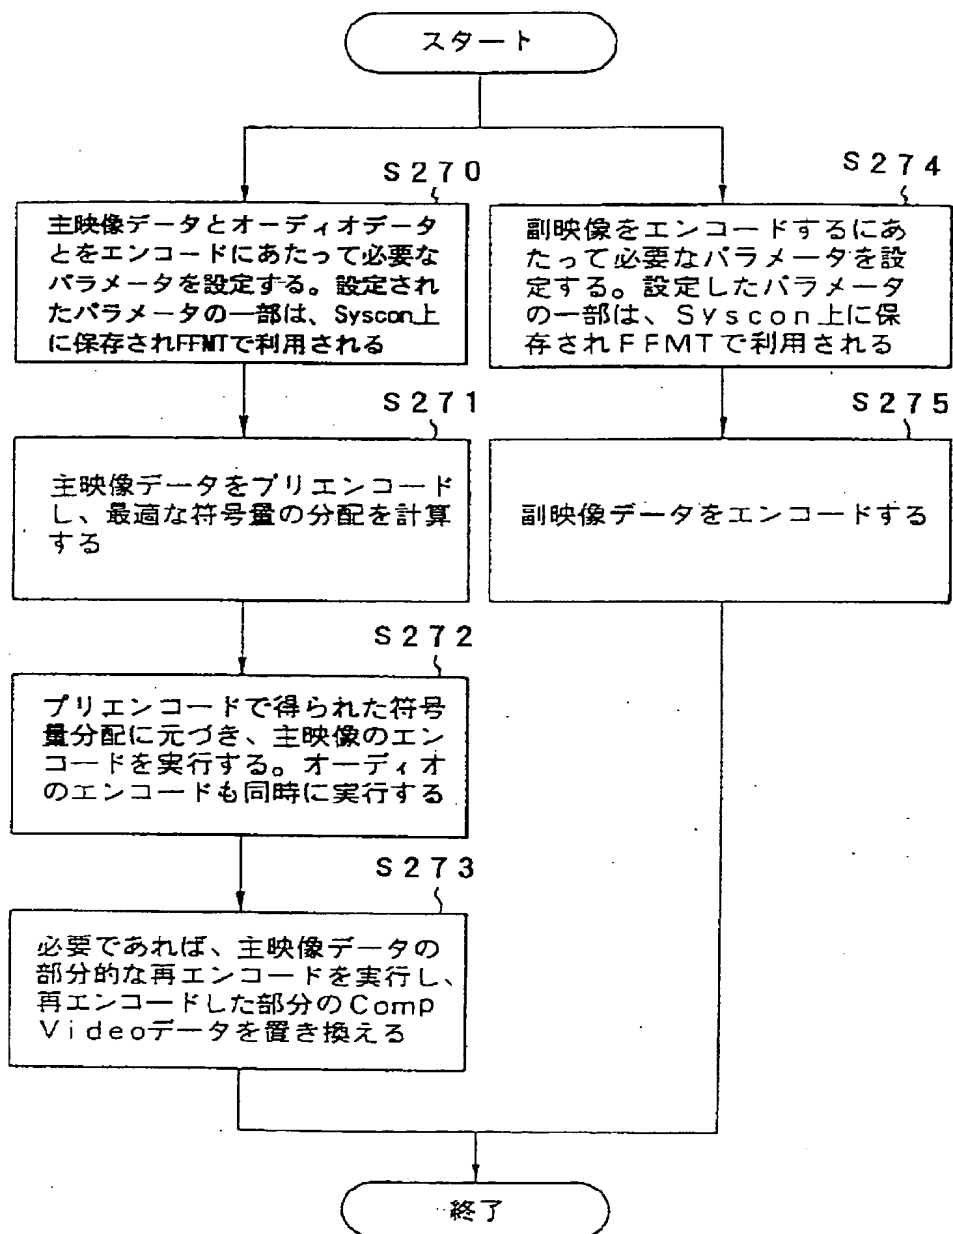 スタート
S270
主映像データとオーディオデータ
とをエンコードにあたって必要な
パラメータを設定する。設定され
たパラメータの一部は、Syscon上
に保存されFFMTで利用される
S271
主映像データをプリエンコード
し、最適な符号量の分配を計算
する
S272
プリエンコードで得られた符号
量分配に元づき、主映像のエン
コードを実行する。オーディオ
のエンコードも同時に実行する
S273
必要であれば、主映像データの
部分的な再エンコードを実行し、
再エンコードした部分のComp
Videoデータを置き換える
S274
副映像をエンコードするにあ
たって必要なパラメータを設
定する。設定したパラメータ
の一部は、Syscon上に保
存されFFMTで利用される
S275
副映像データをエンコードする
終了